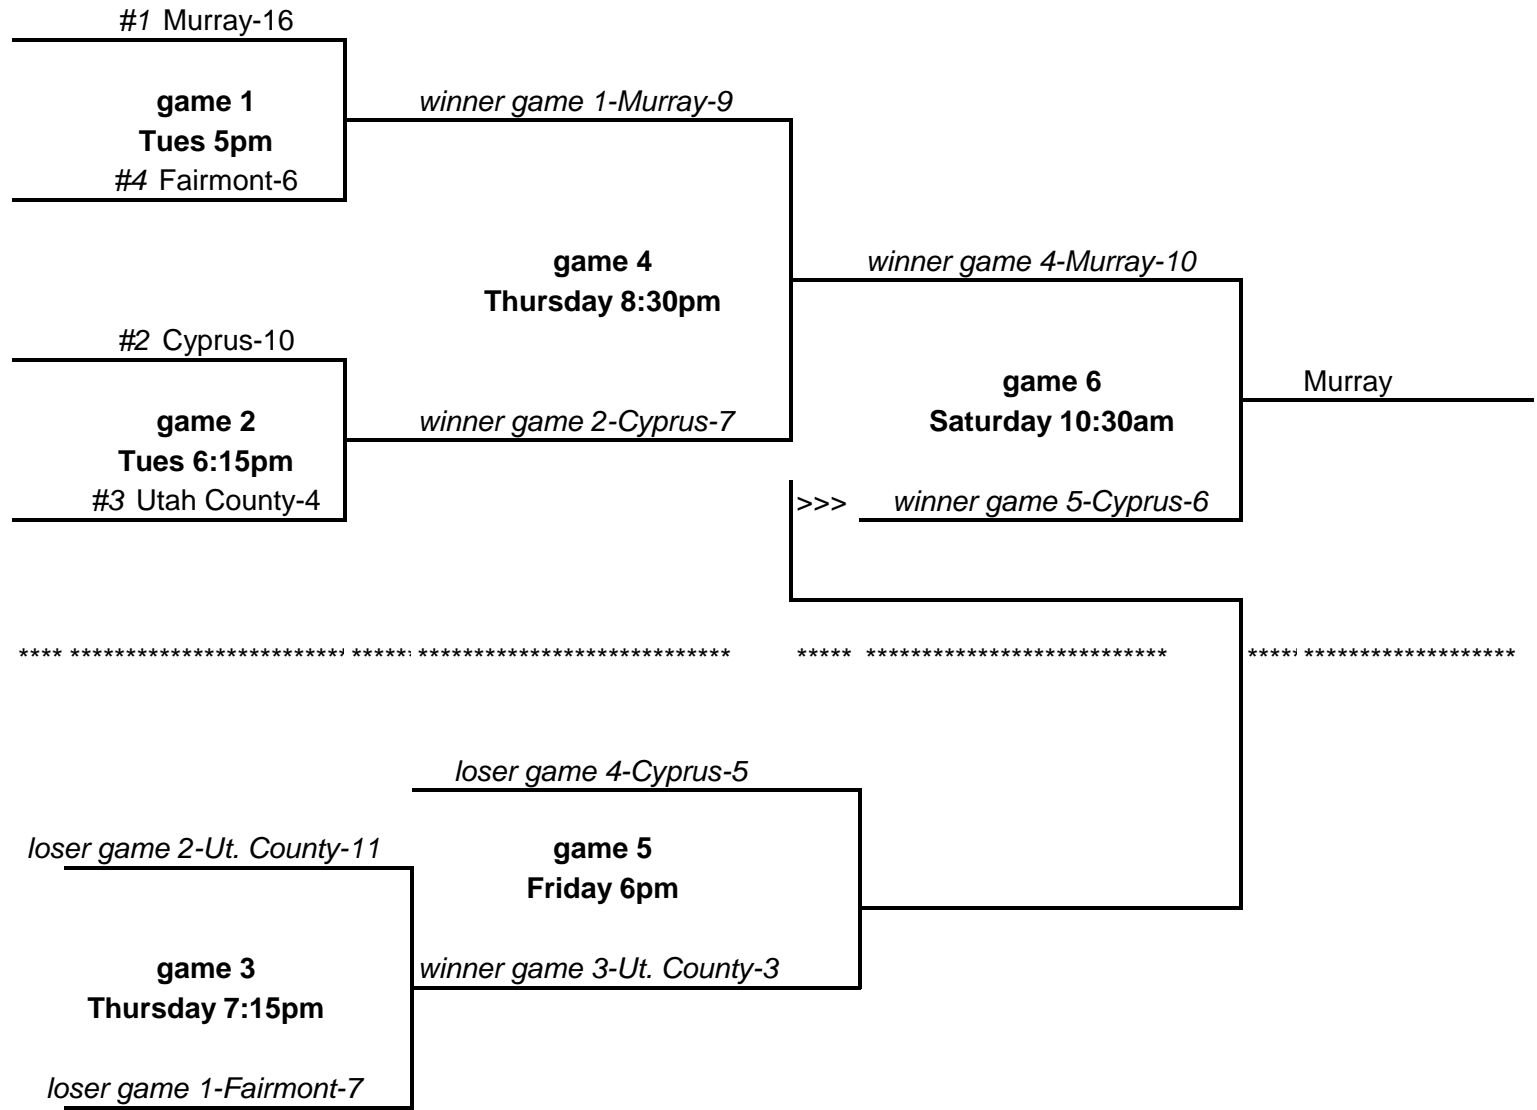 #1 Murray-16
game 1
winner game 1-Murray-9
Tues 5pm
#4 Fairmont-6
game 4
winner game 4-Murray-10
Thursday 8:30pm
#2 Cyprus-10
game 6
Murray
game 2
winner game 2-Cyprus-7
Saturday 10:30am
Tues 6:15pm
#3 Utah County-4
>>> winner game 5-Cyprus-6
**** ************************* ****** **************************** ***** *************************** ***** *******************
loser game 4-Cyprus-5
loser game 2-Ut. County-11
game 5
Friday 6pm
game 3
winner game 3-Ut. County-3
Thursday 7:15pm
loser game 1-Fairmont-7